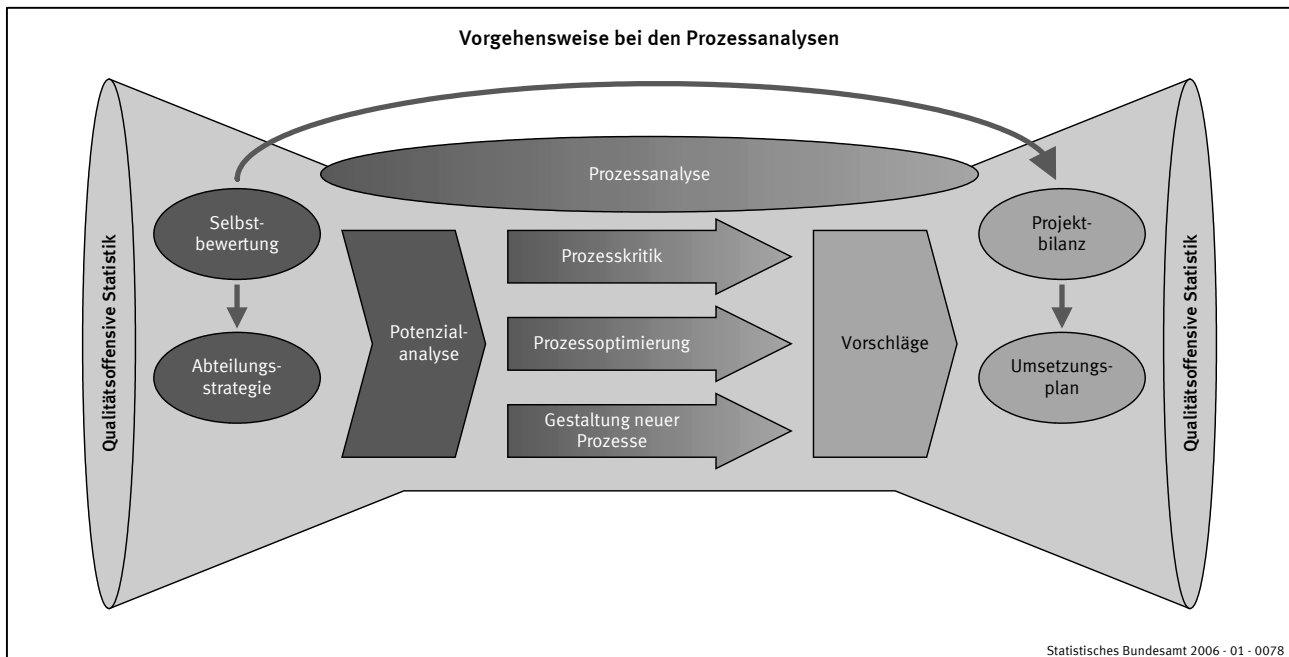 Vorgehensweise bei den Prozessanalysen
Qualitätsoffensive Statistik
Selbst-
bewertung
Abteilungs-
strategie
Potenzial-
analyse
Prozessanalyse
Prozesskritik
Prozessoptimierung
Gestaltung neuer
Prozesse
Vorschläge
Projekt-
bilanz
Umsetzungs-
plan
Qualitätsoffensive Statistik
Statistisches Bundesamt 2006 - 01 - 0078